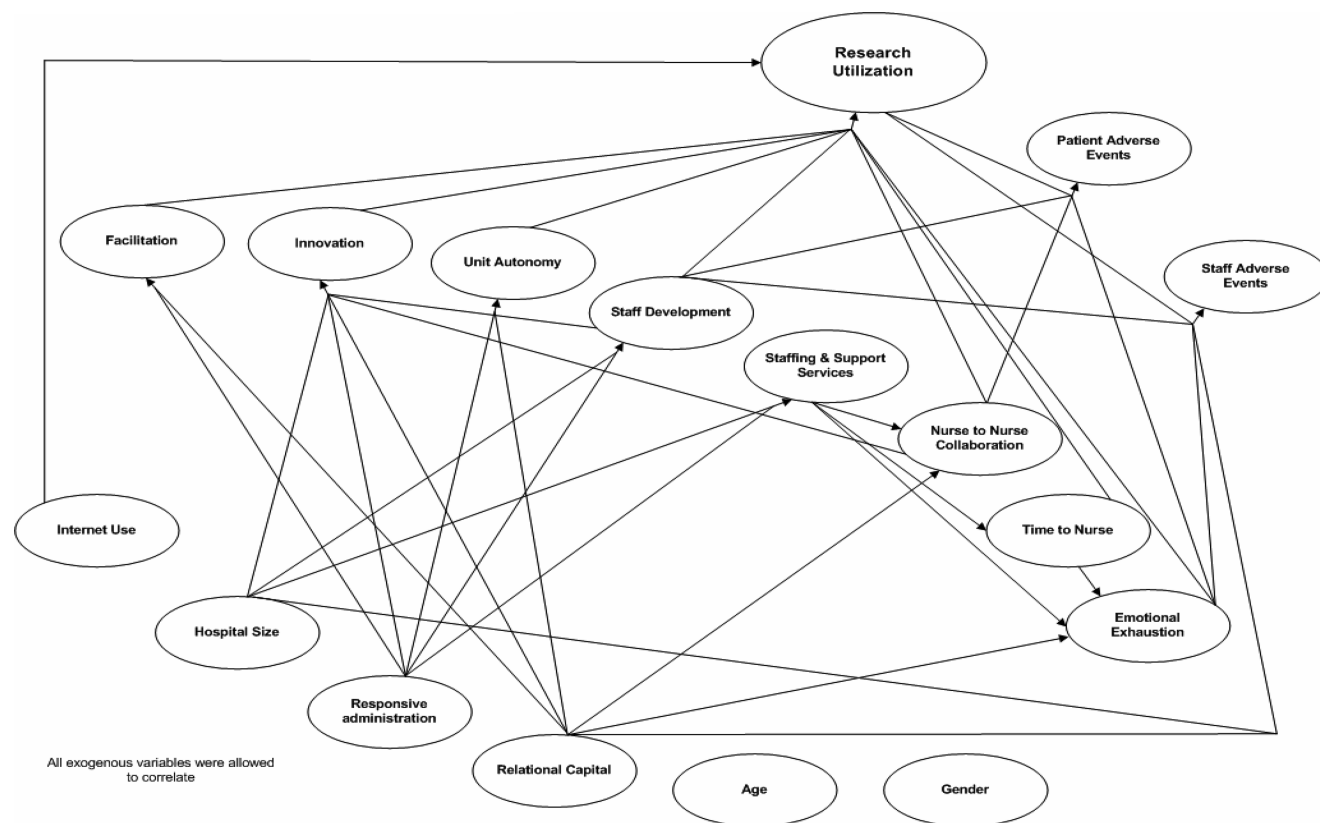 Research
Utilization
Patient Adverse
Events
Facilitation
Innovation
Unit Autonomy
Staff Adverse
Events
Staff Development
Staffing & Support
Services
Nurse to Nurse
Collaboration
Internet Use
Time to Nurse
Hospital Size
Emotional
Exhaustion
Responsive
administration
All exogenous variables were allowed
to correlate
Relational Capital
Age
Gender